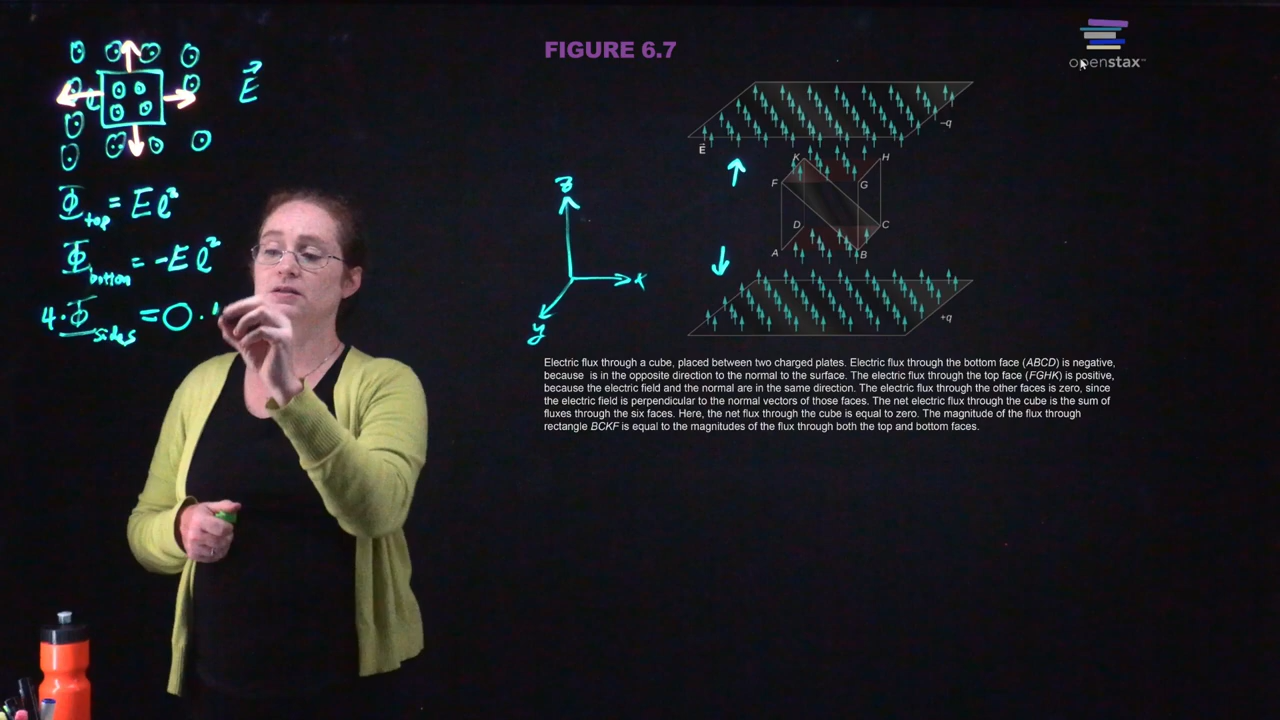 E⃗
Φ_top = E ℓ²
Φ_bottom = -E ℓ²
4·Φ_sides = 0 ·
z
x
y
FIGURE 6.7
openstax™
-q
E⃗
K
H
F
G
D
C
A
B
+q
Electric flux through a cube, placed between two charged plates. Electric flux through the bottom face (ABCD) is negative,
because is in the opposite direction to the normal to the surface. The electric flux through the top face (FGHK) is positive,
because the electric field and the normal are in the same direction. The electric flux through the other faces is zero, since
the electric field is perpendicular to the normal vectors of those faces. The net electric flux through the cube is the sum of
fluxes through the six faces. Here, the net flux through the cube is equal to zero. The magnitude of the flux through
rectangle BCKF is equal to the magnitudes of the flux through both the top and bottom faces.